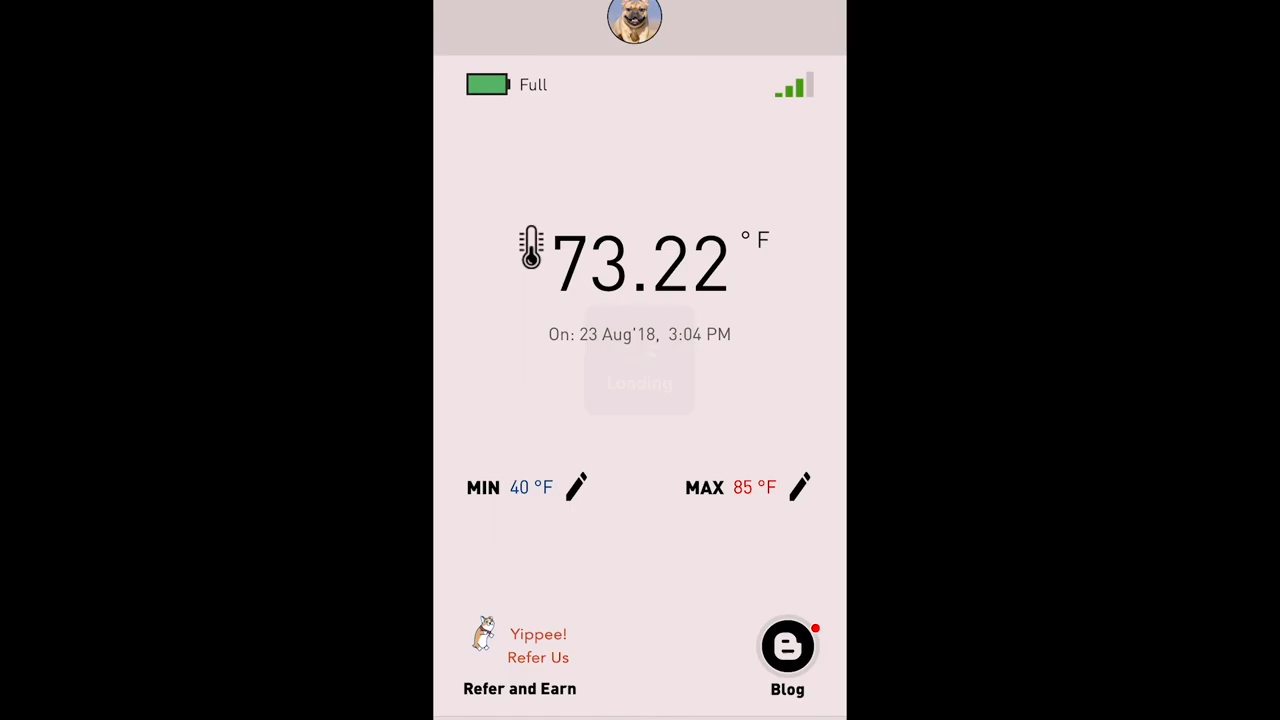 Full
73.22 ° F
On: 23 Aug'18, 3:04 PM
Loading
MIN 40 °F MAX 85 °F
Yippee!
Refer Us
Refer and Earn
Blog